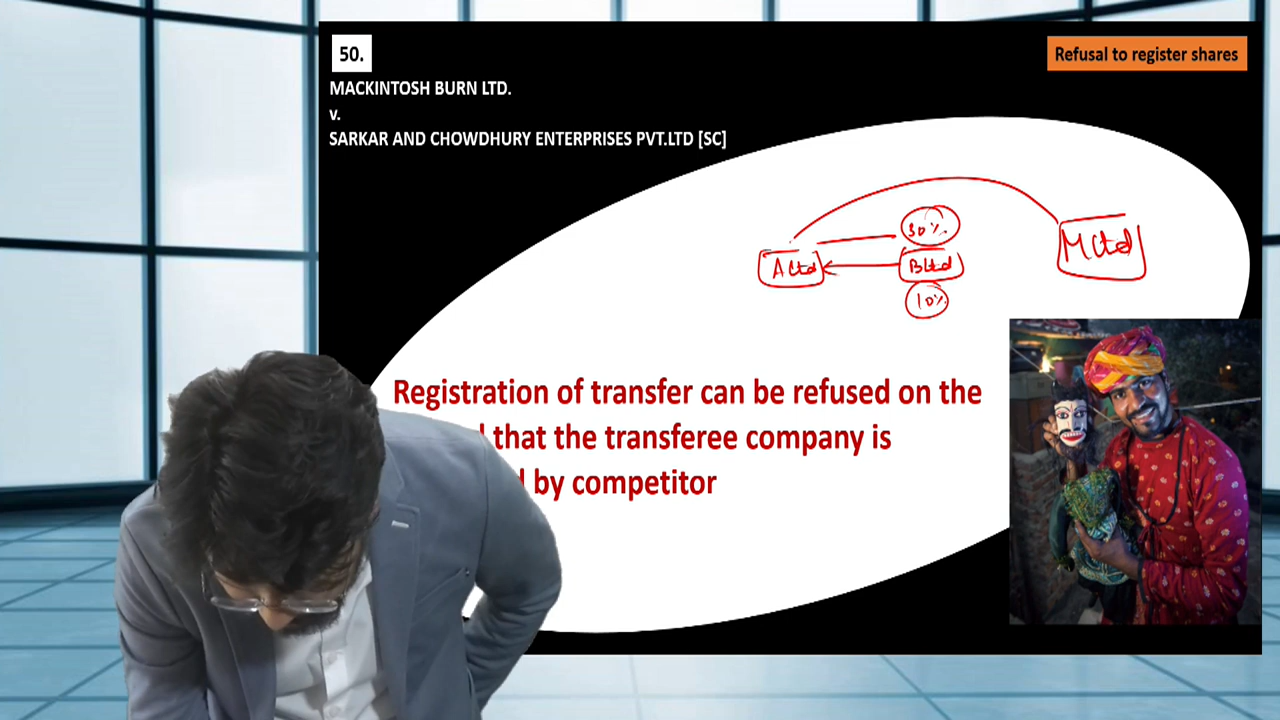 50.
Refusal to register shares
MACKINTOSH BURN LTD.
v.
SARKAR AND CHOWDHURY ENTERPRISES PVT.LTD [SC]
30%
A Ltd
B Ltd
M Ltd
10%
Registration of transfer can be refused on the
that the transferee company is
by competitor